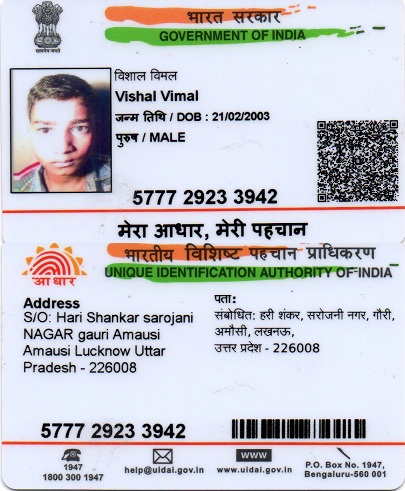 भारत सरकार
GOVERNMENT OF INDIA
विशाल विमल
Vishal Vimal
जन्म तिथि / DOB : 21/02/2003
पुरुष / MALE
5777 2923 3942
मेरा आधार, मेरी पहचान
भारतीय विशिष्ट पहचान प्राधिकरण
UNIQUE IDENTIFICATION AUTHORITY OF INDIA
आधार
Address
S/O: Hari Shankar sarojani
NAGAR gauri Amausi
Amausi Lucknow Uttar
Pradesh - 226008
पता:
संबोधित: हरी शंकर, सरोजनी नगर, गौरी,
अमौसी, लखनऊ,
उत्तर प्रदेश - 226008
5777 2923 3942
1947
1800 300 1947
help@uidai.gov.in
www
www.uidai.gov.in
P.O. Box No. 1947,
Bengaluru-560 001